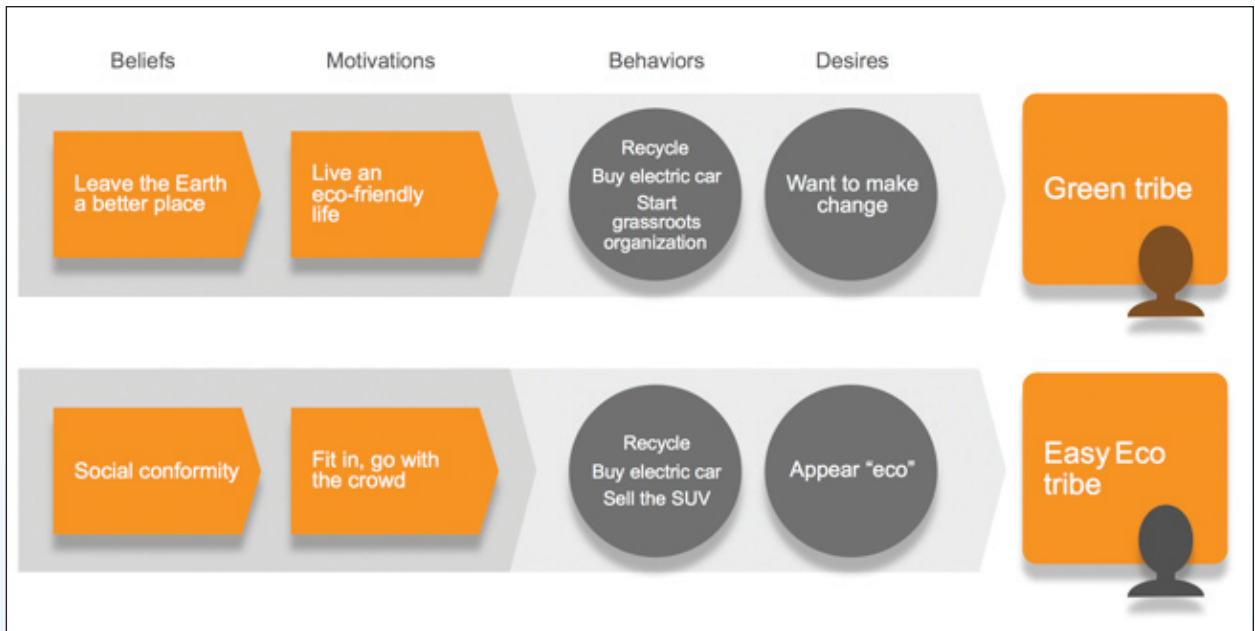 Beliefs
Motivations
Behaviors
Desires
Leave the Earth
a better place
Live an
eco-friendly
life
Recycle
Buy electric car
Start
grassroots
organization
Want to make
change
Green tribe
Social conformity
Fit in, go with
the crowd
Recycle
Buy electric car
Sell the SUV
Appear “eco”
Easy Eco
tribe